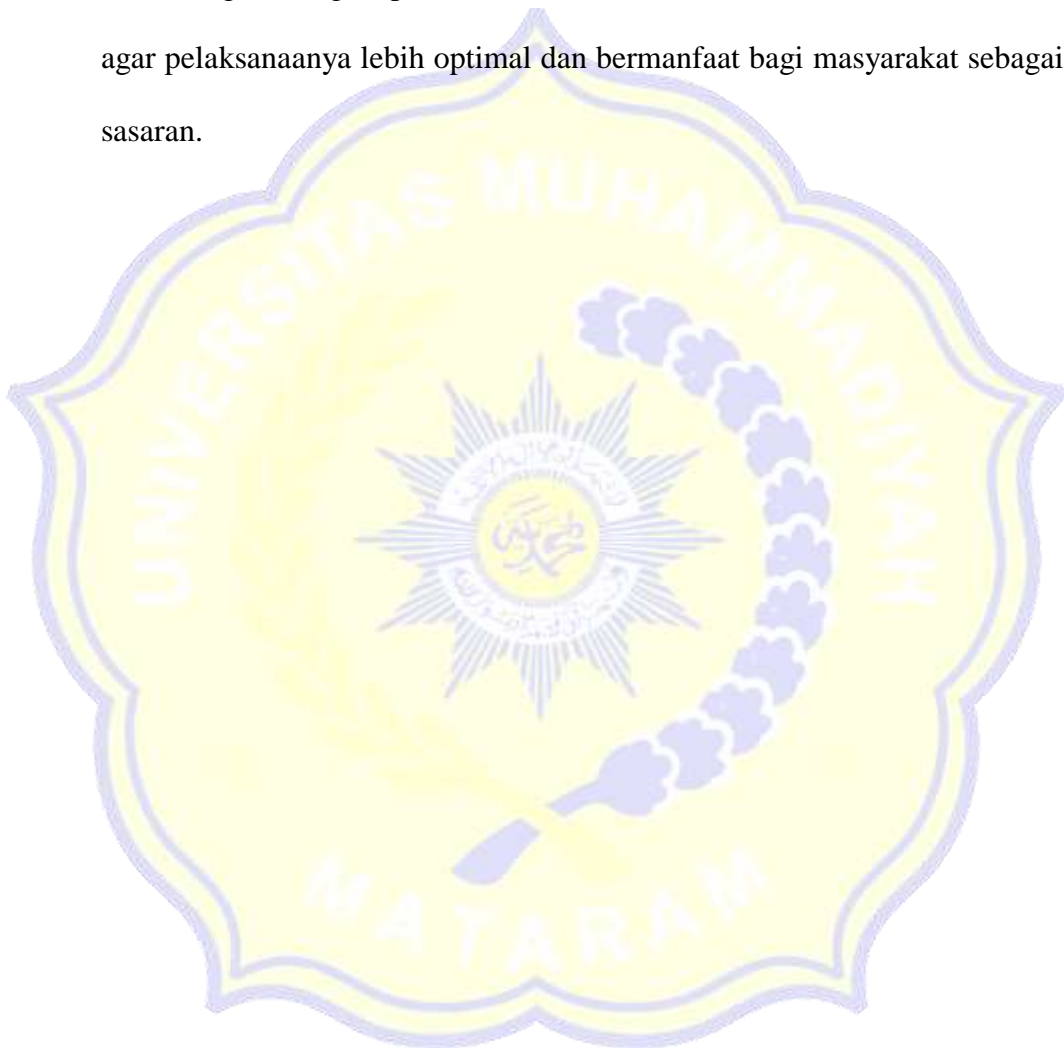 agar pelaksanaanya lebih optimal dan bermanfaat bagi masyarakat sebagai
sasaran.
UNIVERSITAS MUHAMMADIYAH
MATARAM